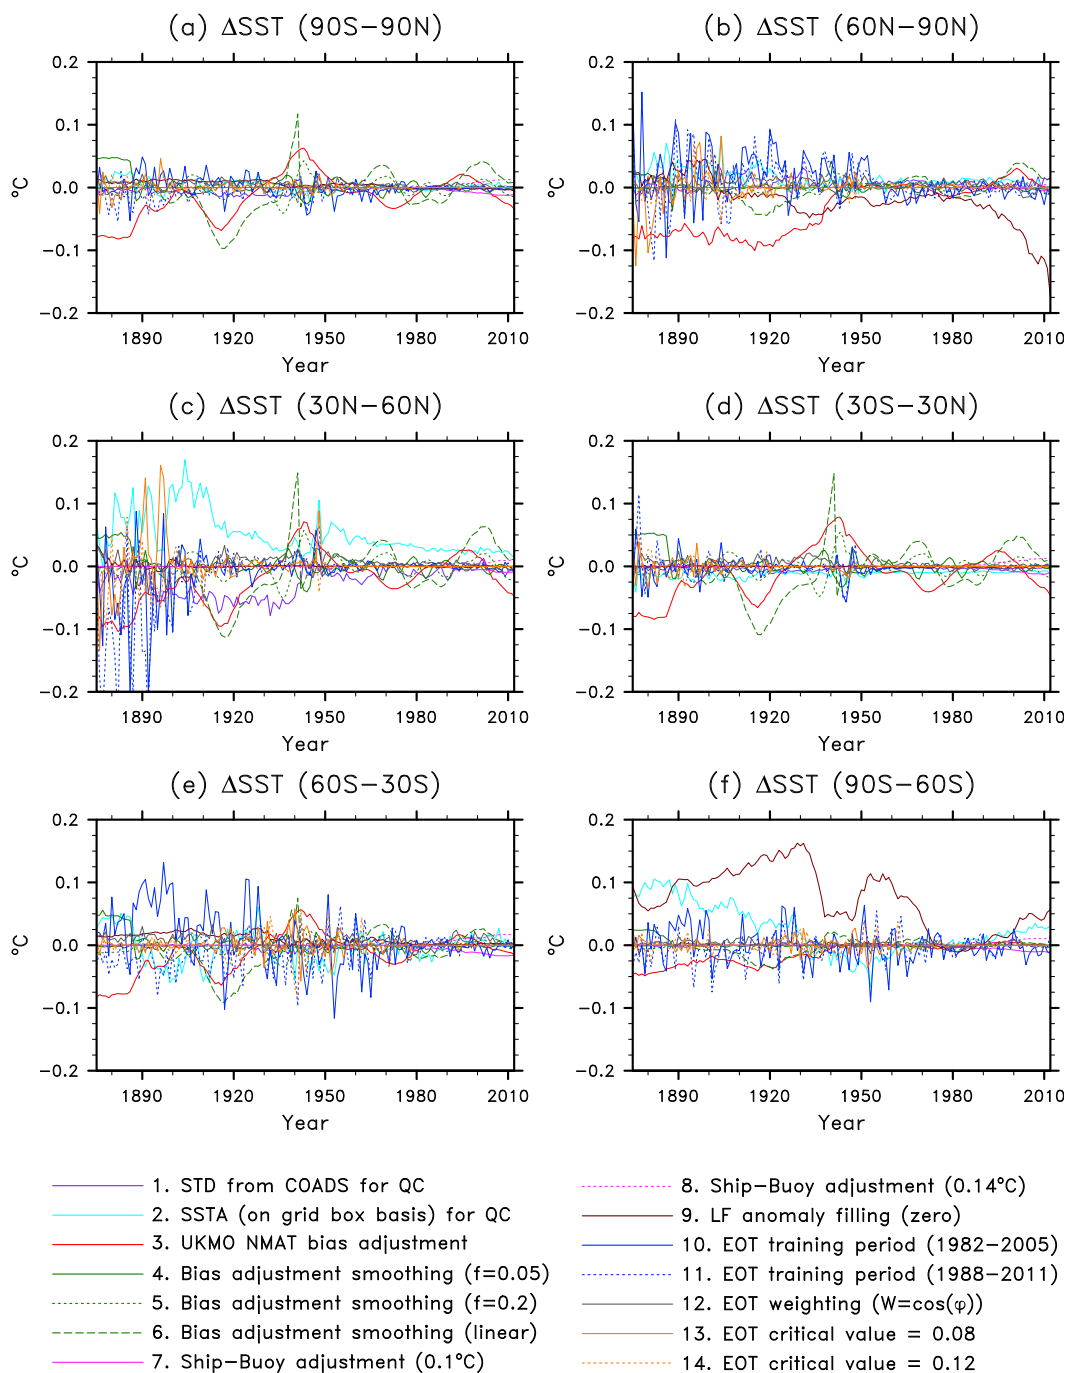 (a) ΔSST (90S−90N)
(b) ΔSST (60N−90N)
0.2
0.1
0.0
−0.1
−0.2
°C
1890 1920 1950 1980 2010
Year
0.2
0.1
0.0
−0.1
−0.2
°C
1890 1920 1950 1980 2010
Year
(c) ΔSST (30N−60N)
(d) ΔSST (30S−30N)
0.2
0.1
0.0
−0.1
−0.2
°C
1890 1920 1950 1980 2010
Year
0.2
0.1
0.0
−0.1
−0.2
°C
1890 1920 1950 1980 2010
Year
(e) ΔSST (60S−30S)
(f) ΔSST (90S−60S)
0.2
0.1
0.0
−0.1
−0.2
°C
1890 1920 1950 1980 2010
Year
0.2
0.1
0.0
−0.1
−0.2
°C
1890 1920 1950 1980 2010
Year
1. STD from COADS for QC
2. SSTA (on grid box basis) for QC
3. UKMO NMAT bias adjustment
4. Bias adjustment smoothing (f=0.05)
5. Bias adjustment smoothing (f=0.2)
6. Bias adjustment smoothing (linear)
7. Ship−Buoy adjustment (0.1°C)
8. Ship−Buoy adjustment (0.14°C)
9. LF anomaly filling (zero)
10. EOT training period (1982−2005)
11. EOT training period (1988−2011)
12. EOT weighting (W=cos(φ))
13. EOT critical value = 0.08
14. EOT critical value = 0.12